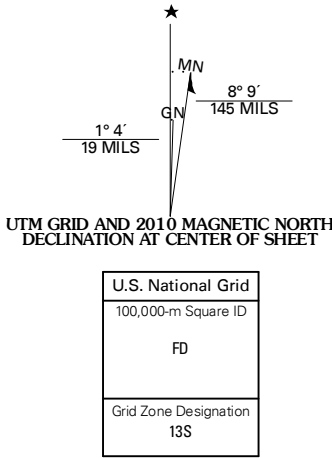 ★
MN
8° 9´
145 MILS
GN
1° 4´
19 MILS
UTM GRID AND 2010 MAGNETIC NORTH
DECLINATION AT CENTER OF SHEET
U.S. National Grid
100,000-m Square ID
FD
Grid Zone Designation
13S